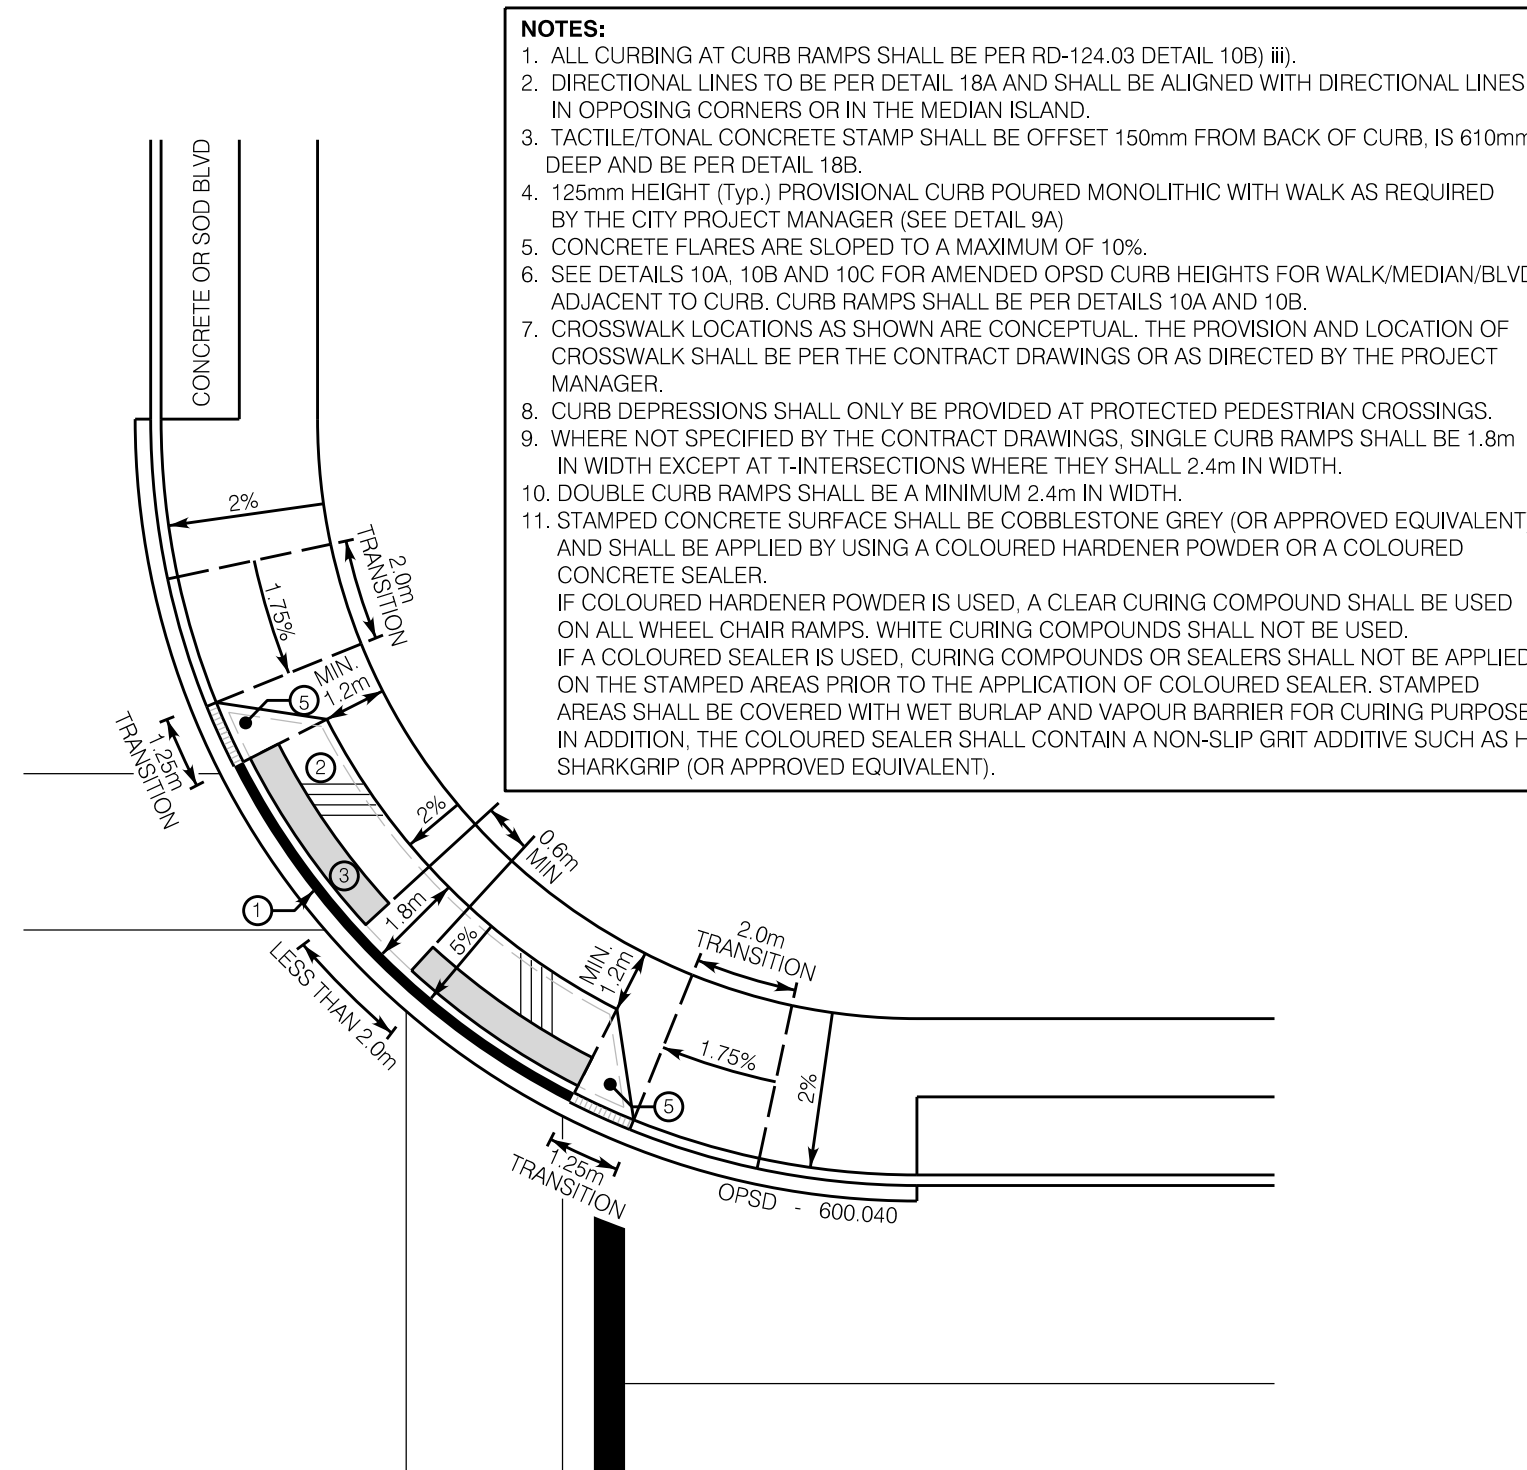 NOTES:
1. ALL CURBING AT CURB RAMPS SHALL BE PER RD-124.03 DETAIL 10B) iii).
2. DIRECTIONAL LINES TO BE PER DETAIL 18A AND SHALL BE ALIGNED WITH DIRECTIONAL LINES
IN OPPOSING CORNERS OR IN THE MEDIAN ISLAND.
3. TACTILE/TONAL CONCRETE STAMP SHALL BE OFFSET 150mm FROM BACK OF CURB, IS 610mm
DEEP AND BE PER DETAIL 18B.
4. 125mm HEIGHT (Typ.) PROVISIONAL CURB POURED MONOLITHIC WITH WALK AS REQUIRED
BY THE CITY PROJECT MANAGER (SEE DETAIL 9A)
5. CONCRETE FLARES ARE SLOPED TO A MAXIMUM OF 10%.
6. SEE DETAILS 10A, 10B AND 10C FOR AMENDED OPSD CURB HEIGHTS FOR WALK/MEDIAN/BLVD
ADJACENT TO CURB. CURB RAMPS SHALL BE PER DETAILS 10A AND 10B.
7. CROSSWALK LOCATIONS AS SHOWN ARE CONCEPTUAL. THE PROVISION AND LOCATION OF
CROSSWALK SHALL BE PER THE CONTRACT DRAWINGS OR AS DIRECTED BY THE PROJECT
MANAGER.
8. CURB DEPRESSIONS SHALL ONLY BE PROVIDED AT PROTECTED PEDESTRIAN CROSSINGS.
9. WHERE NOT SPECIFIED BY THE CONTRACT DRAWINGS, SINGLE CURB RAMPS SHALL BE 1.8m
IN WIDTH EXCEPT AT T-INTERSECTIONS WHERE THEY SHALL 2.4m IN WIDTH.
10. DOUBLE CURB RAMPS SHALL BE A MINIMUM 2.4m IN WIDTH.
11. STAMPED CONCRETE SURFACE SHALL BE COBBLESTONE GREY (OR APPROVED EQUIVALENT
AND SHALL BE APPLIED BY USING A COLOURED HARDENER POWDER OR A COLOURED
CONCRETE SEALER.
IF COLOURED HARDENER POWDER IS USED, A CLEAR CURING COMPOUND SHALL BE USED
ON ALL WHEEL CHAIR RAMPS. WHITE CURING COMPOUNDS SHALL NOT BE USED.
IF A COLOURED SEALER IS USED, CURING COMPOUNDS OR SEALERS SHALL NOT BE APPLIED
ON THE STAMPED AREAS PRIOR TO THE APPLICATION OF COLOURED SEALER. STAMPED
AREAS SHALL BE COVERED WITH WET BURLAP AND VAPOUR BARRIER FOR CURING PURPOSE
IN ADDITION, THE COLOURED SEALER SHALL CONTAIN A NON-SLIP GRIT ADDITIVE SUCH AS H
SHARKGRIP (OR APPROVED EQUIVALENT).
CONCRETE OR SOD BLVD
2%
2.0m
TRANSITION
1.75%
MIN.
1.2m
5
1.25m
TRANSITION
2
2%
0.6m
MIN
3
1
1.8m
5%
LESS THAN 2.0m
MIN.
1.2m
2.0m
TRANSITION
1.75%
2%
5
1.25m
TRANSITION
OPSD - 600.040